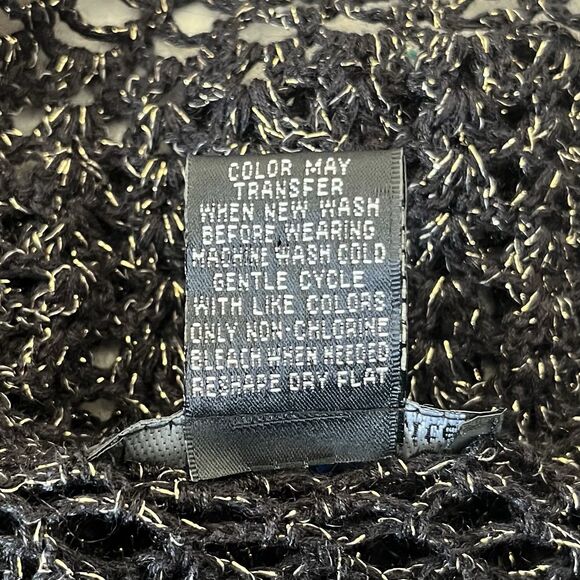 COLOR MAY
TRANSFER
WHEN NEW WASH
BEFORE WEARING
MACHINE WASH COLD
GENTLE CYCLE
WITH LIKE COLORS
ONLY NON-CHLORINE
BLEACH WHEN NEEDED
RESHAPE DRY FLAT